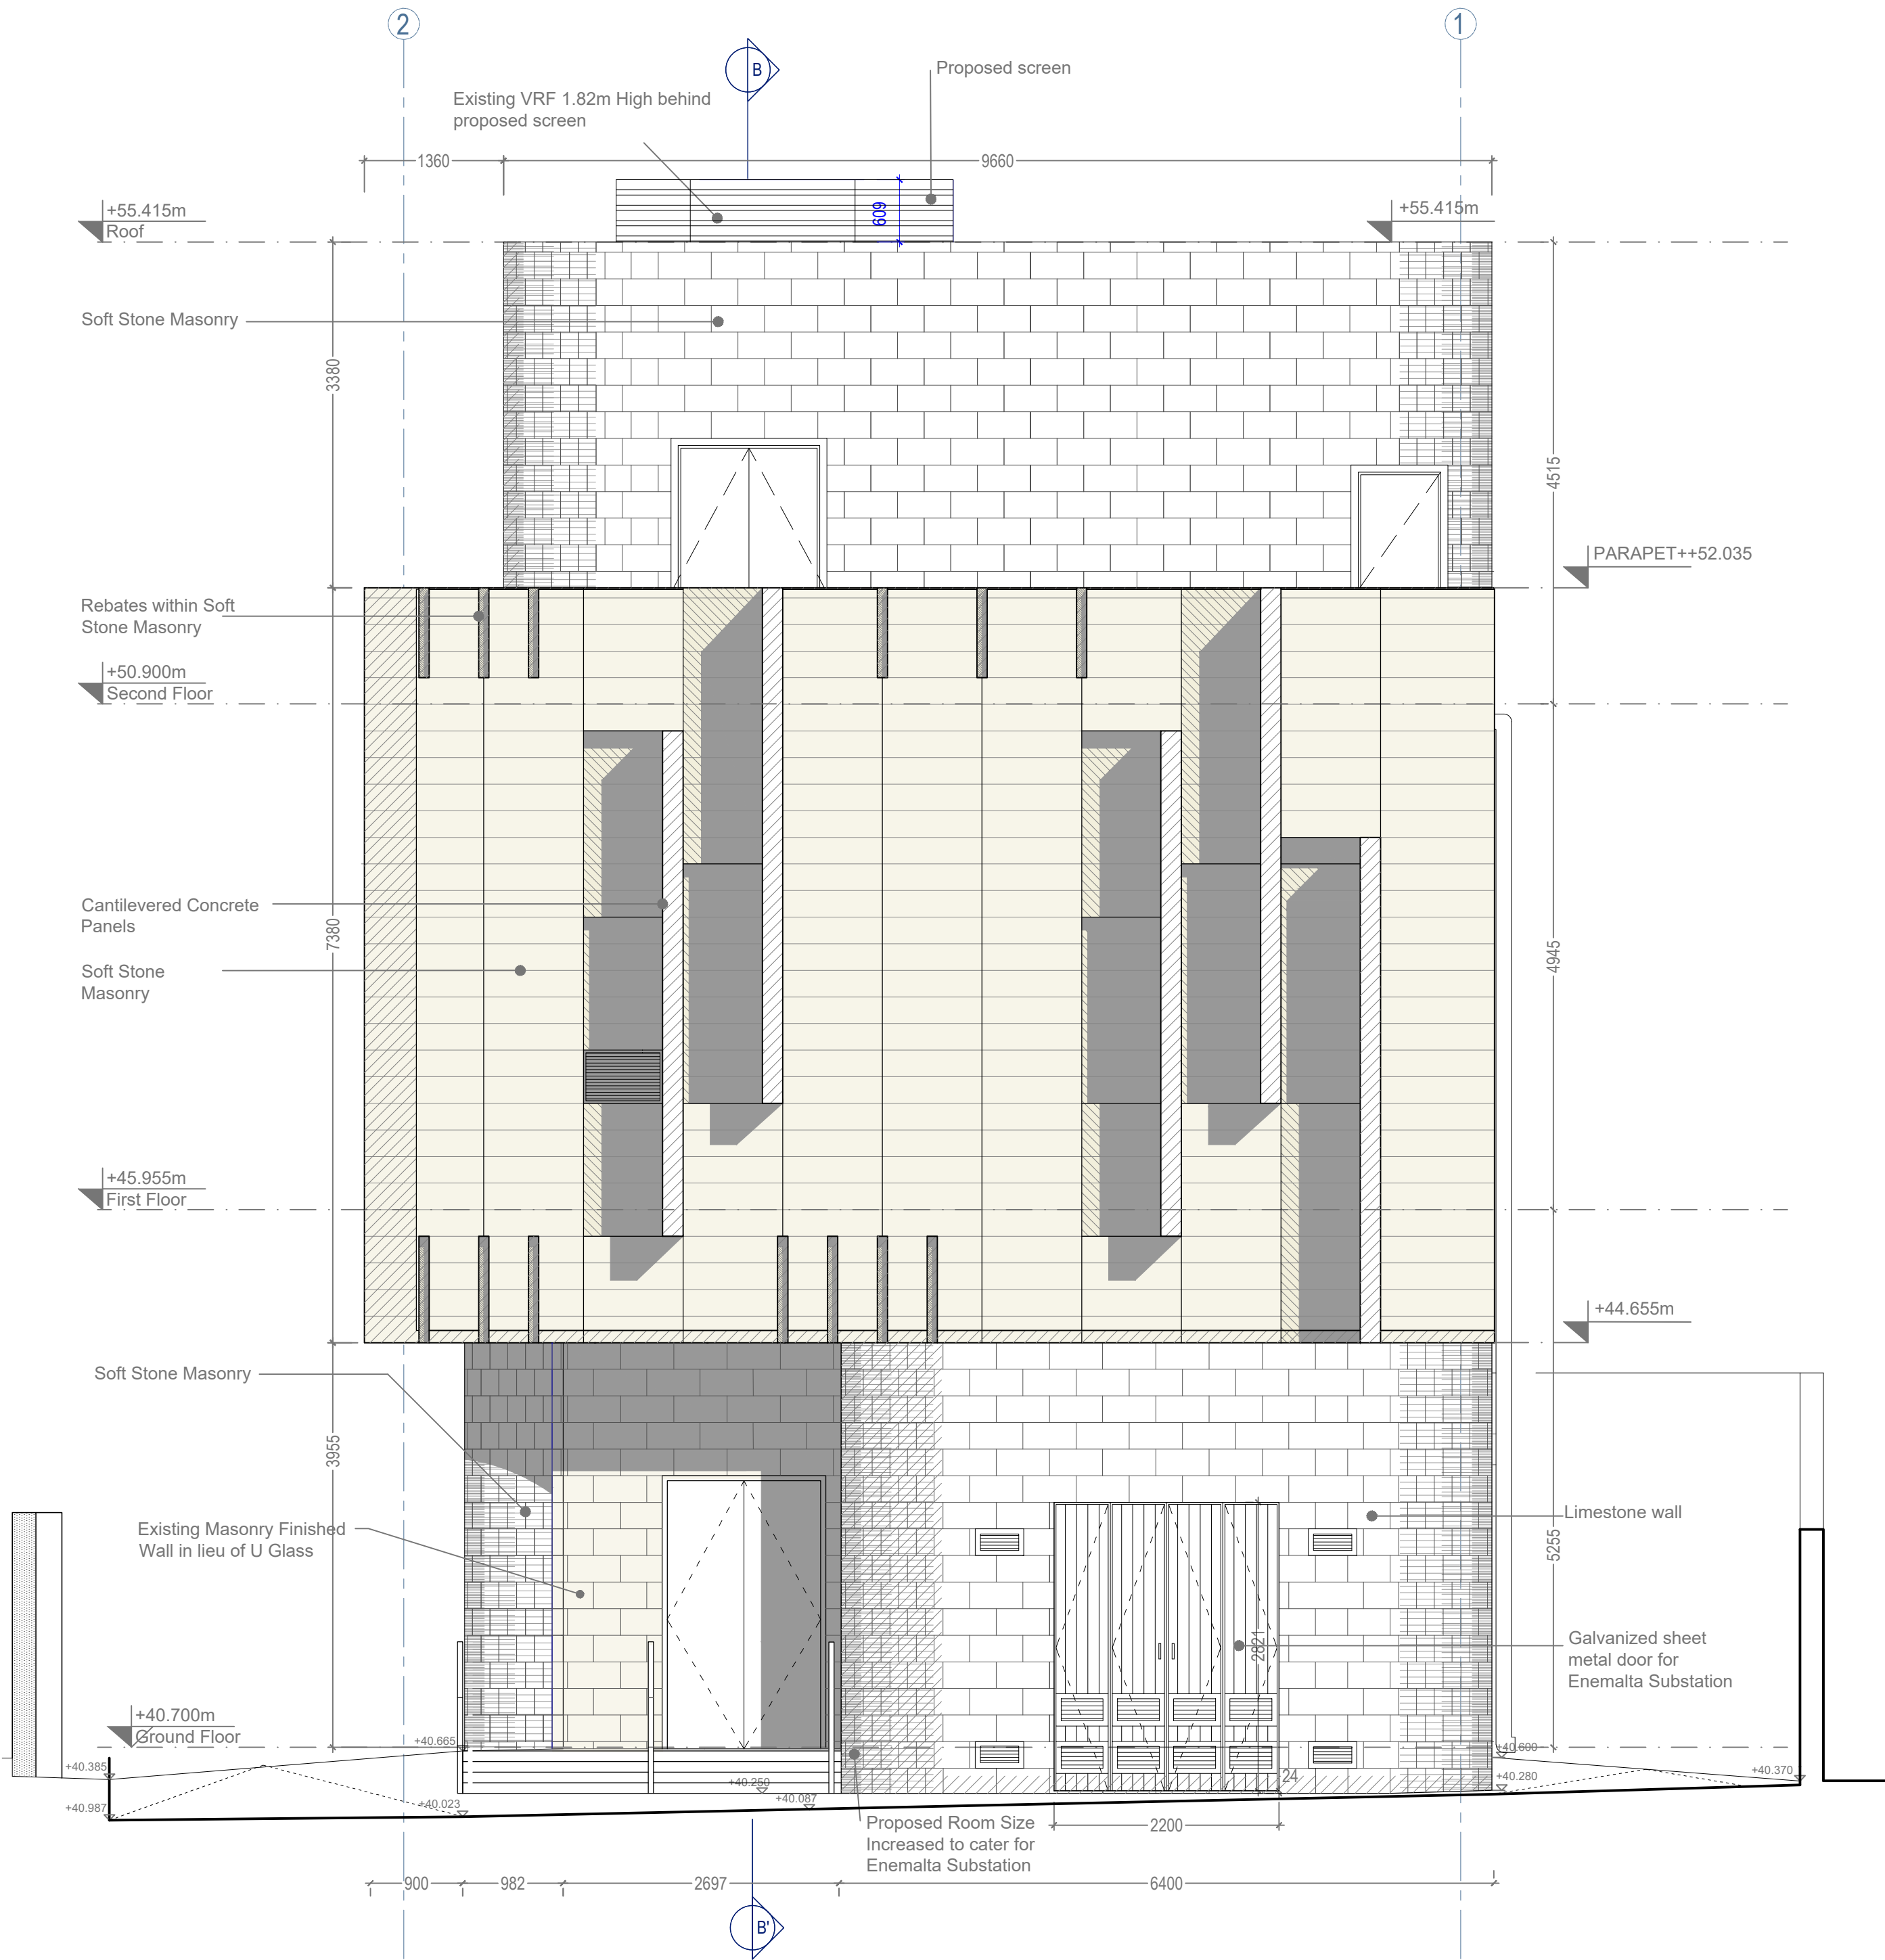 2
1
B
Proposed screen
Existing VRF 1.82m High behind
proposed screen
1360
9660
609
+55.415m
Roof
+55.415m
Soft Stone Masonry
3380
4515
PARAPET++52.035
Rebates within Soft
Stone Masonry
+50.900m
Second Floor
Cantilevered Concrete
Panels
7380
4945
Soft Stone
Masonry
+45.955m
First Floor
+44.655m
Soft Stone Masonry
3955
Limestone wall
Existing Masonry Finished
Wall in lieu of U Glass
5255
2821
Galvanized sheet
metal door for
Enemalta Substation
+40.700m
Ground Floor
+40.665
+40.600
+40.385
+40.370
24
+40.250
+40.280
+40.987
+40.023
+40.087
Proposed Room Size
Increased to cater for
Enemalta Substation
2200
900
982
2697
6400
B'